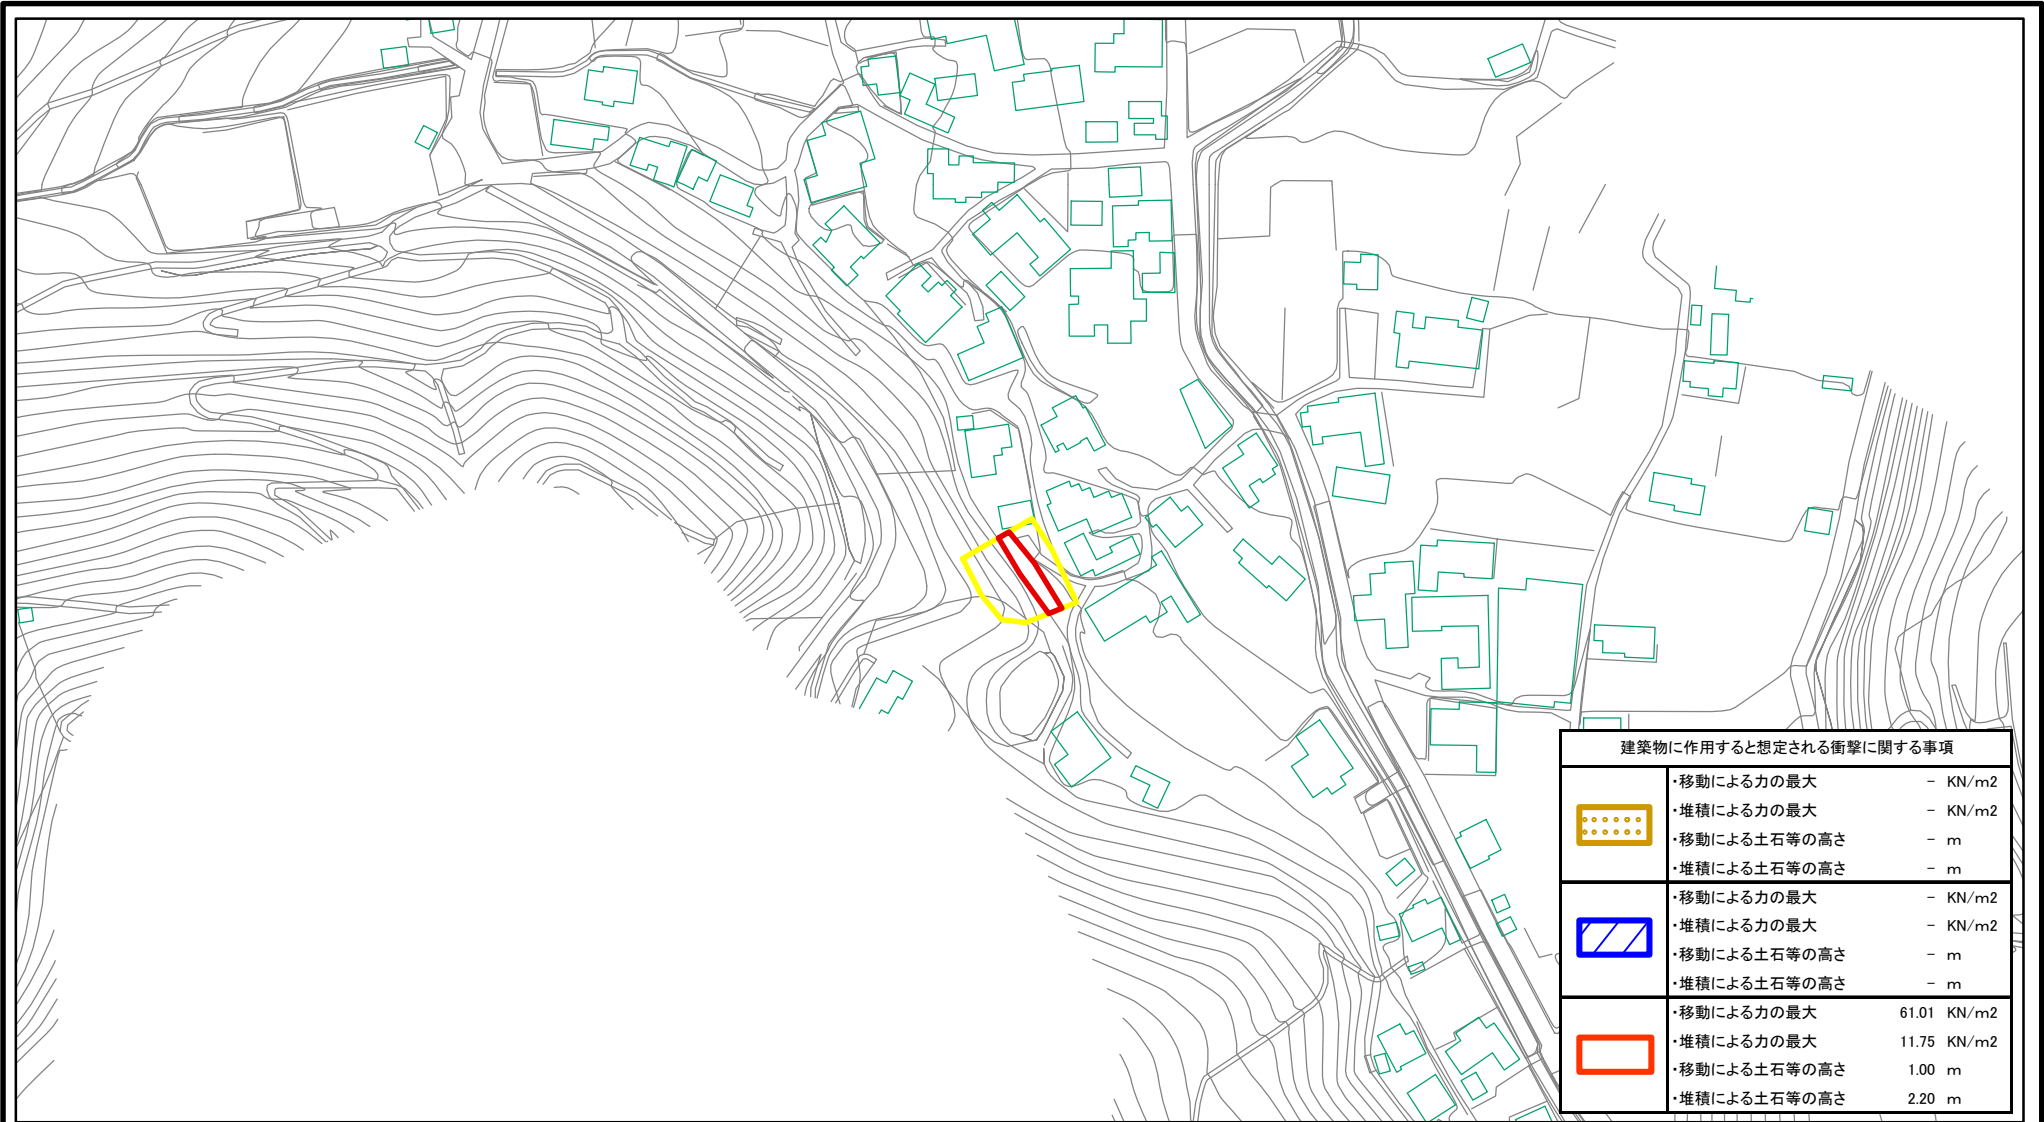 建築物に作用すると想定される衝撃に関する事項
・移動による力の最大 - KN/m2
・堆積による力の最大 - KN/m2
・移動による土石等の高さ - m
・堆積による土石等の高さ - m
・移動による力の最大 - KN/m2
・堆積による力の最大 - KN/m2
・移動による土石等の高さ - m
・堆積による土石等の高さ - m
・移動による力の最大 61.01 KN/m2
・堆積による力の最大 11.75 KN/m2
・移動による土石等の高さ 1.00 m
・堆積による土石等の高さ 2.20 m